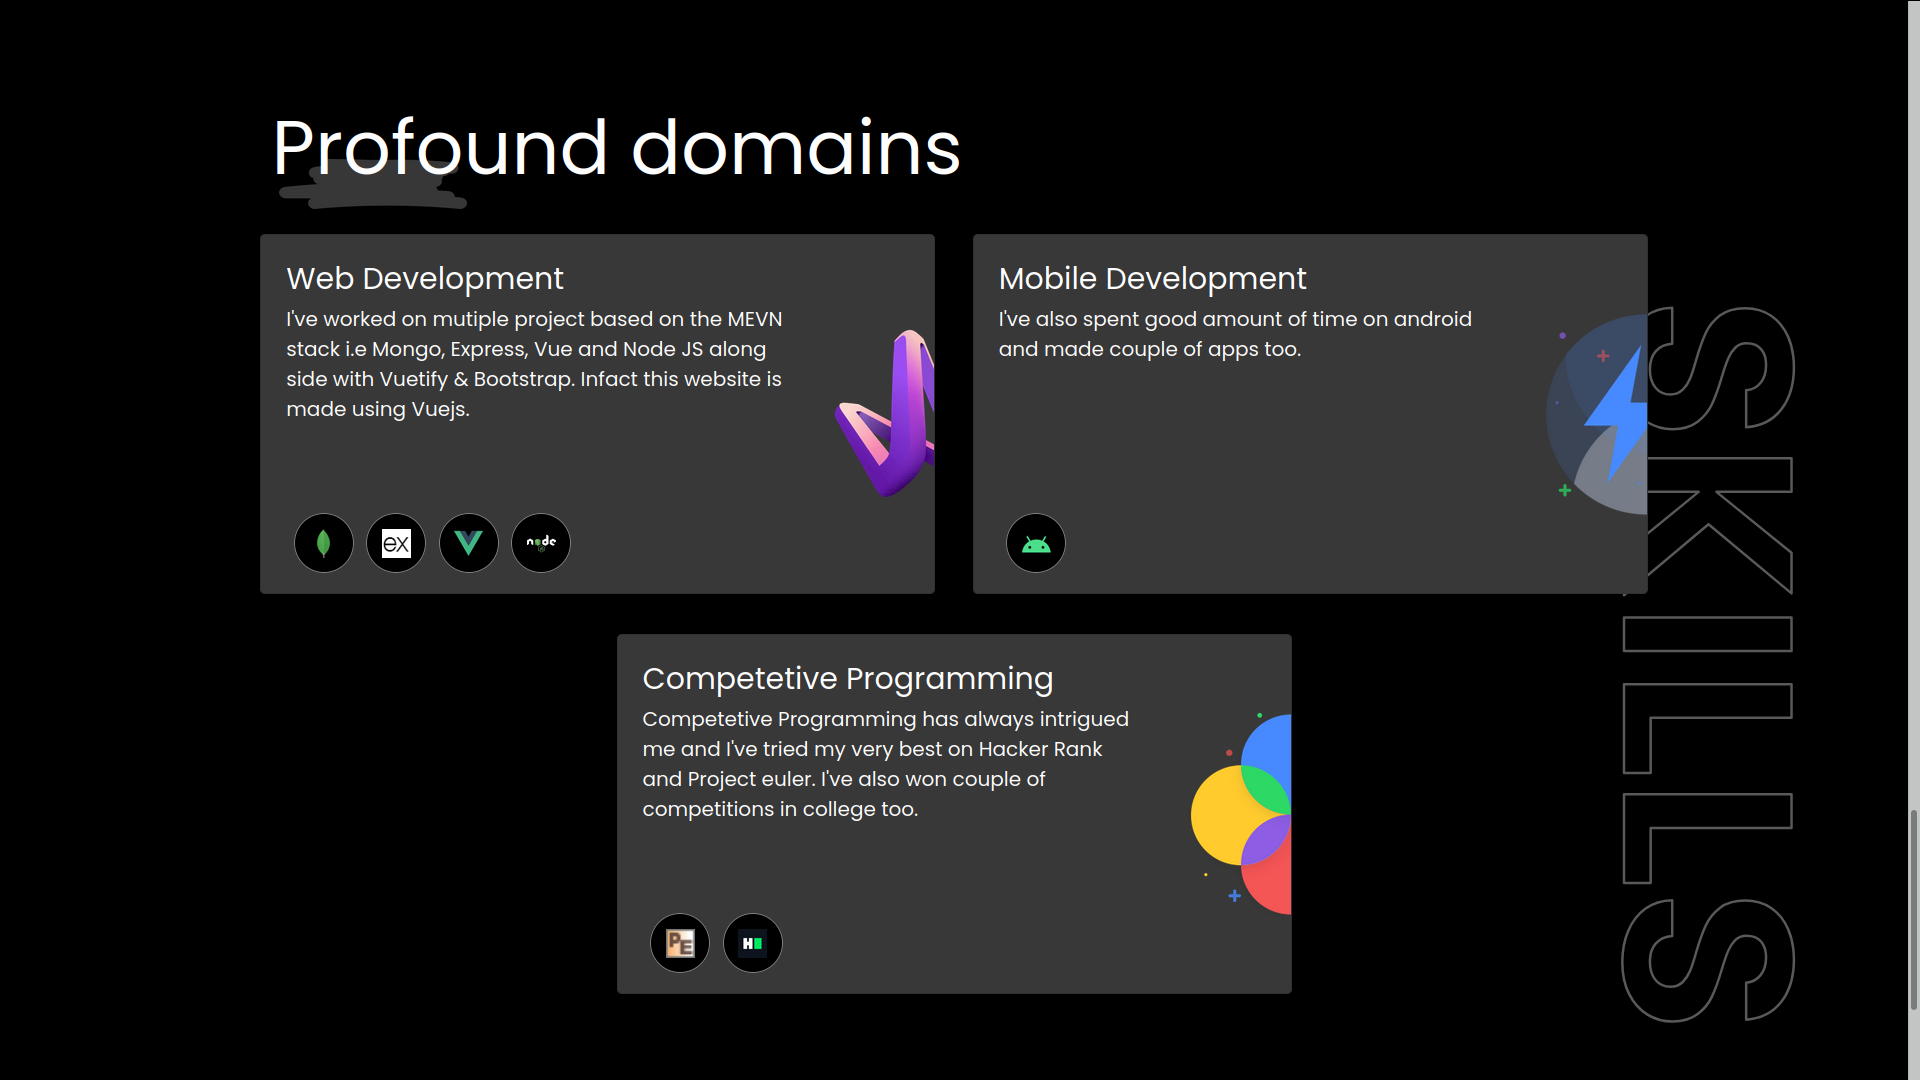 Profound domains
Web Development
I've worked on mutiple project based on the MEVN
stack i.e Mongo, Express, Vue and Node JS along
side with Vuetify & Bootstrap. Infact this website is
made using Vuejs.
ex
node
Mobile Development
I've also spent good amount of time on android
and made couple of apps too.
Competetive Programming
Competetive Programming has always intrigued
me and I've tried my very best on Hacker Rank
and Project euler. I've also won couple of
competitions in college too.
PE
H
SKILLS